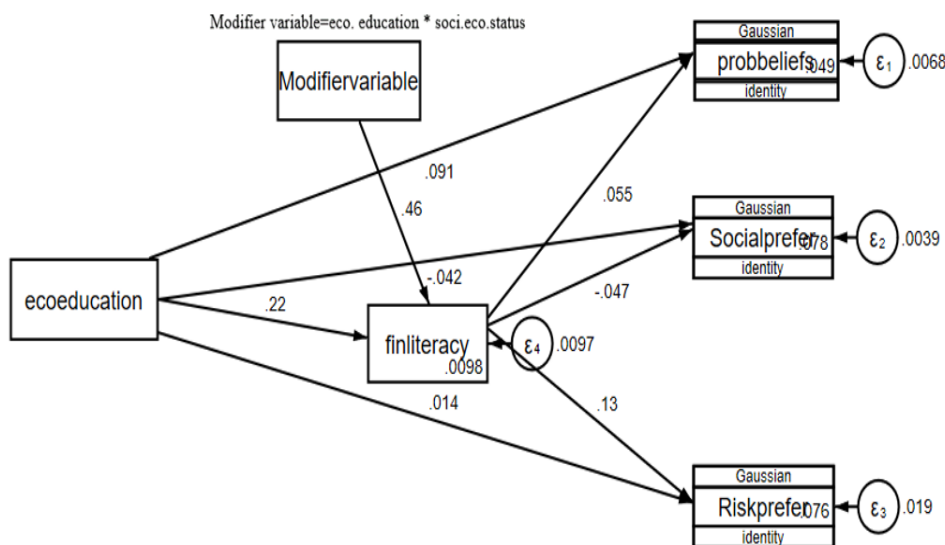 Modifier variable=eco. education * soci.eco.status
Modifiervariable
Gaussian
probbeliefs
.049
identity
ε1
.0068
.091
.46
.055
Gaussian
Socialprefer
.078
identity
ε2
.0039
ecoeducation
-.042
.22
-.047
finliteracy
.0098
ε4
.0097
.014
.13
Gaussian
Riskprefer
.076
identity
ε3
.019